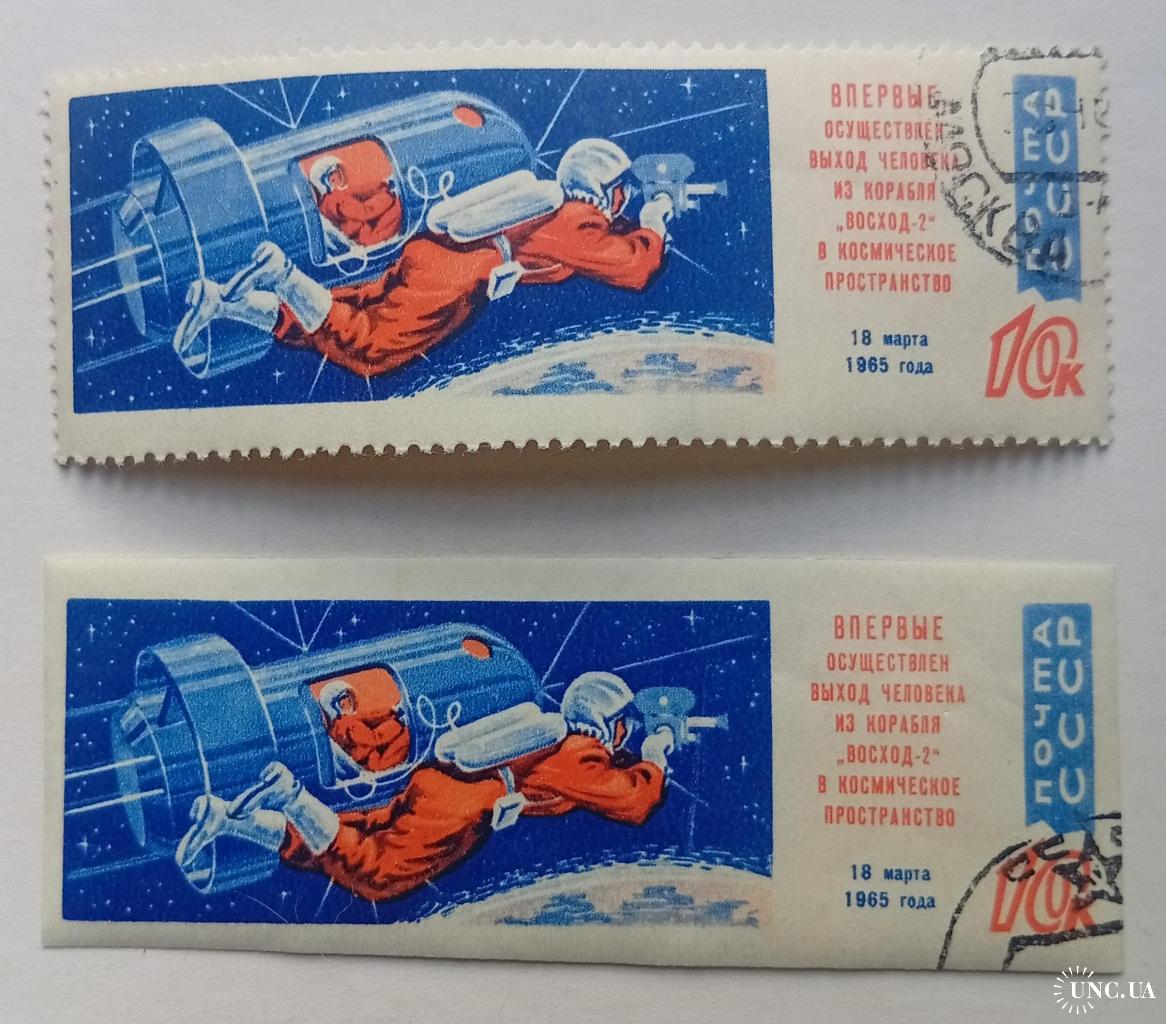 ВПЕРВЫЕ
ОСУЩЕСТВЛЕН
ВЫХОД ЧЕЛОВЕКА
ИЗ КОРАБЛЯ
„ВОСХОД-2“
В КОСМИЧЕСКОЕ
ПРОСТРАНСТВО
18 марта
1965 года
ПОЧТА
СССР
10к
МОСКВА
ВПЕРВЫЕ
ОСУЩЕСТВЛЕН
ВЫХОД ЧЕЛОВЕКА
ИЗ КОРАБЛЯ
„ВОСХОД-2“
В КОСМИЧЕСКОЕ
ПРОСТРАНСТВО
18 марта
1965 года
ПОЧТА
СССР
10к
UNC.UA